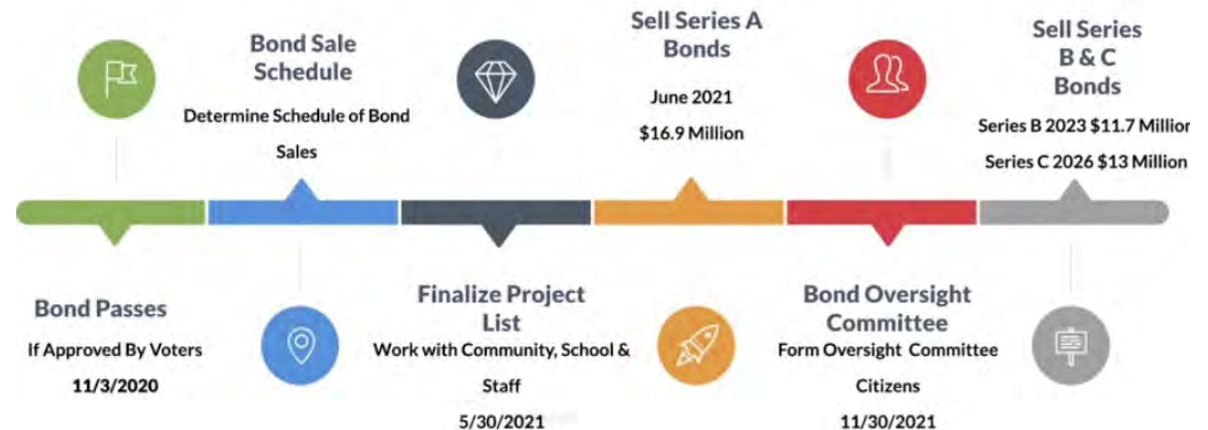 Bond Passes
If Approved By Voters
11/3/2020
Bond Sale
Schedule
Determine Schedule of Bond
Sales
Finalize Project
List
Work with Community, School &
Staff
5/30/2021
Sell Series A
Bonds
June 2021
$16.9 Million
Bond Oversight
Committee
Form Oversight Committee
Citizens
11/30/2021
Sell Series
B & C
Bonds
Series B 2023 $11.7 Million
Series C 2026 $13 Million